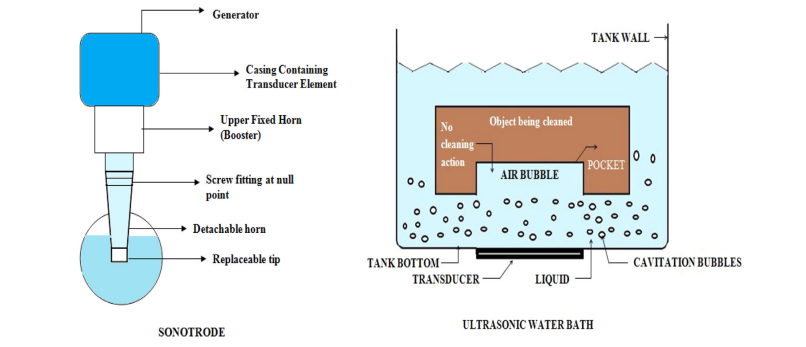 Generator
Casing Containing
Transducer Element
Upper Fixed Horn
(Booster)
Screw fitting at null
point
Detachable horn
Replaceable tip
SONOTRODE
TANK WALL
Object being cleaned
No
cleaning
action
POCKET
AIR BUBBLE
TANK BOTTOM
TRANSDUCER
LIQUID
CAVITATION BUBBLES
ULTRASONIC WATER BATH